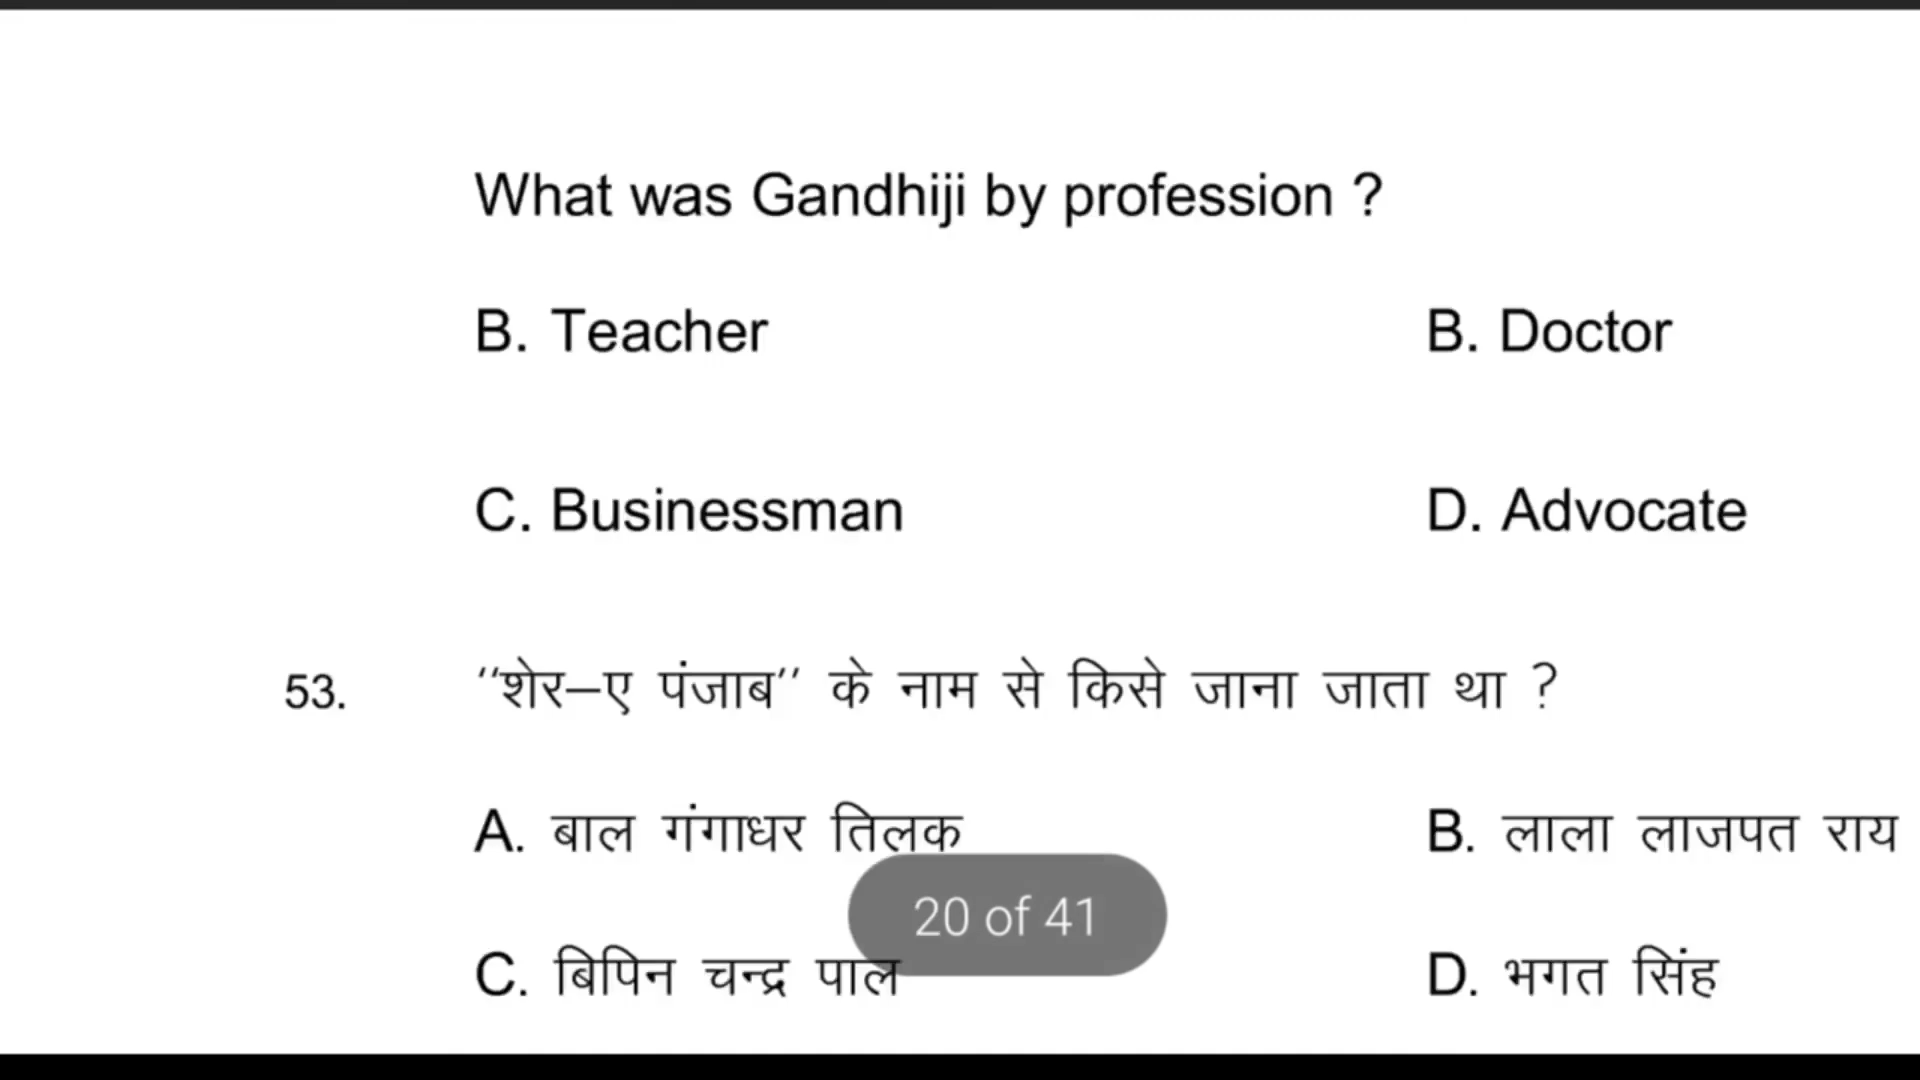 What was Gandhiji by profession ?
B. Teacher B. Doctor
C. Businessman D. Advocate
53. ‘‘शेर–ए पंजाब’’ के नाम से किसे जाना जाता था ?
A. बाल गंगाधर तिलक B. लाला लाजपत राय
20 of 41
C. बिपिन चन्द्र पाल D. भगत सिंह